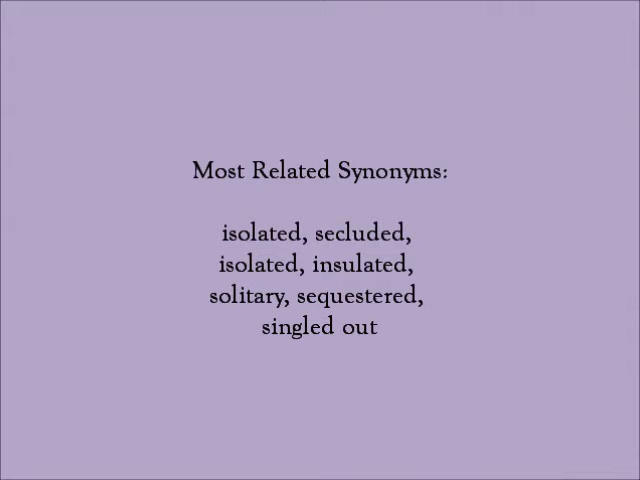 Most Related Synonyms:
isolated, secluded,
isolated, insulated,
solitary, sequestered,
singled out